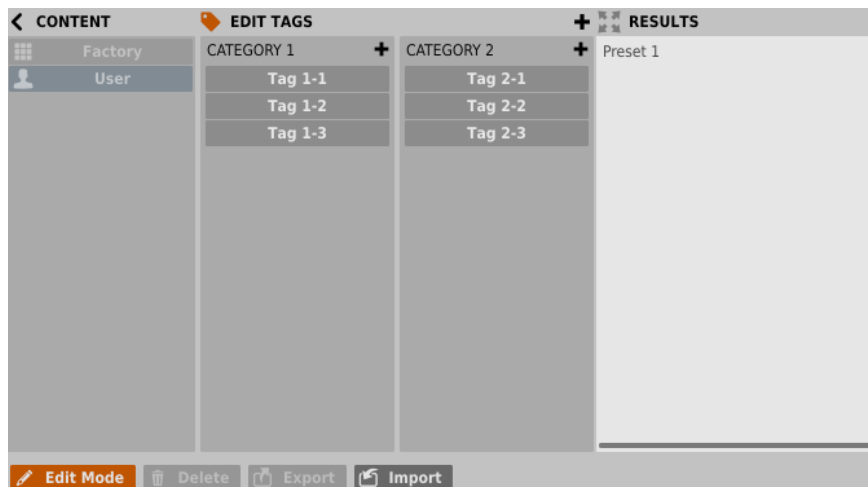 CONTENT
EDIT TAGS
RESULTS
Factory
User
CATEGORY 1
Tag 1-1
Tag 1-2
Tag 1-3
CATEGORY 2
Tag 2-1
Tag 2-2
Tag 2-3
Preset 1
Edit Mode
Delete
Export
Import